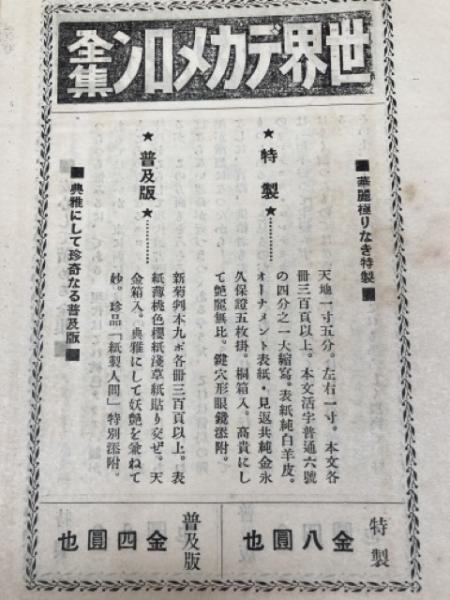 世界デカメロン全集
■華麗極りなき特製■
★特製★…………
天地一寸五分。左右一寸。本文各
冊三百頁以上。本文活字普通六號
の四分之一大縮寫。表紙純白羊皮。
オーナメント表紙・見返共純金永
久保證五枚掛。桐箱入。高貴にし
て艶麗無比。鍵穴形眼鏡添附。
★普及版★…………
■典雅にして珍奇なる普及版■
新菊判本九ポ各冊三百頁以上。表
紙薄桃色櫻紙淺草紙貼り交ぜ。天
金箱入。典雅にして妖艶を兼ねて
妙。珍品「紙製人間」特別添附。
特製
金八圓也
普及版
金四圓也